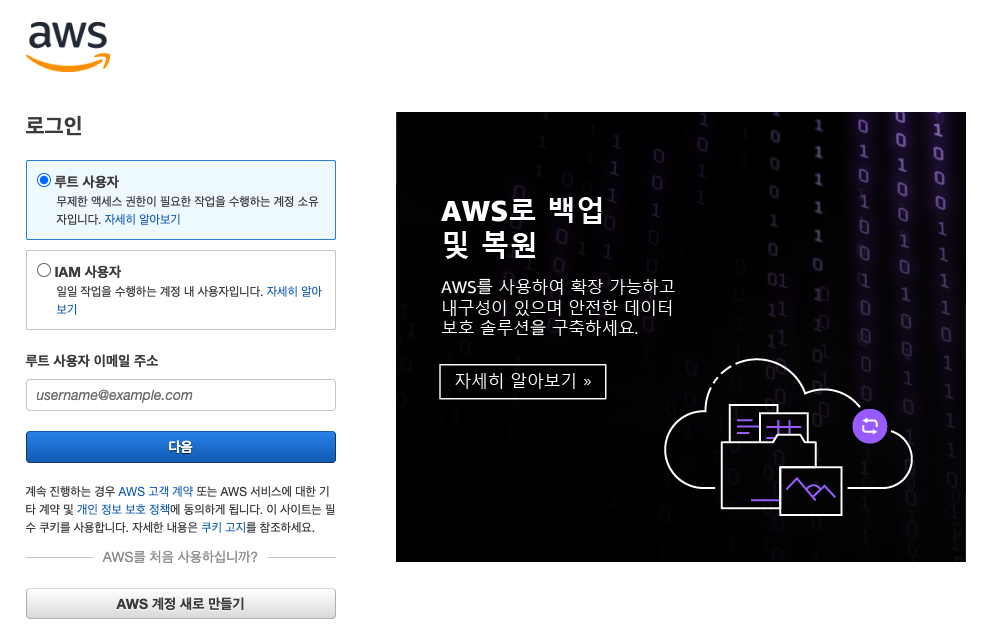 aws
로그인
루트 사용자
무제한 액세스 권한이 필요한 작업을 수행하는 계정 소유
자입니다. 자세히 알아보기
IAM 사용자
일일 작업을 수행하는 계정 내 사용자입니다. 자세히 알아
보기
루트 사용자 이메일 주소
username@example.com
다음
계속 진행하는 경우 AWS 고객 계약 또는 AWS 서비스에 대한 기
타 계약 및 개인 정보 보호 정책에 동의하게 됩니다. 이 사이트는 필
수 쿠키를 사용합니다. 자세한 내용은 쿠키 고지를 참조하세요.
AWS를 처음 사용하십니까?
AWS 계정 새로 만들기
AWS로 백업
및 복원
AWS를 사용하여 확장 가능하고
내구성이 있으며 안전한 데이터
보호 솔루션을 구축하세요.
자세히 알아보기 »